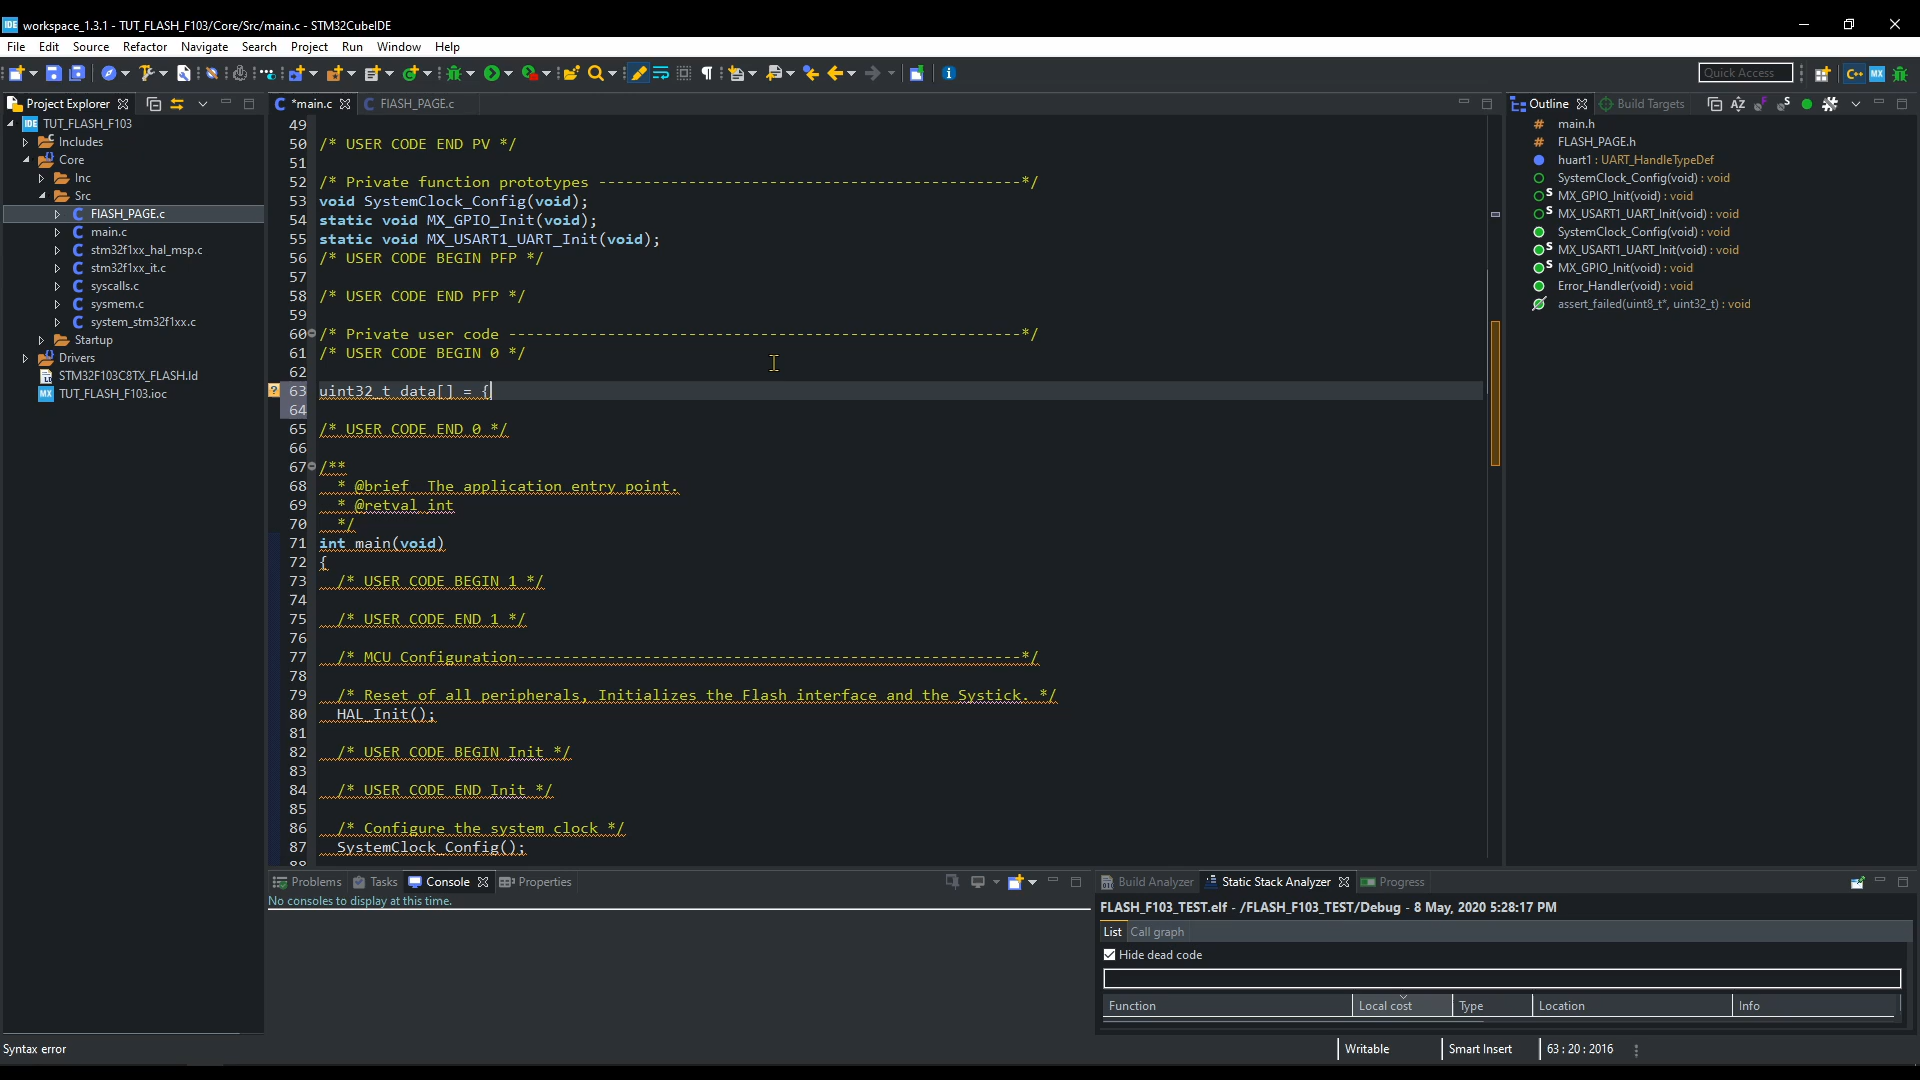 IDE workspace_1.3.1 - TUT_FLASH_F103/Core/Src/main.c - STM32CubeIDE
File Edit Source Refactor Navigate Search Project Run Window Help
Quick Access
Project Explorer
*main.c
FlASH_PAGE.c
Outline
Build Targets
IDE TUT_FLASH_F103
Includes
Core
Inc
Src
FlASH_PAGE.c
main.c
stm32f1xx_hal_msp.c
stm32f1xx_it.c
syscalls.c
sysmem.c
system_stm32f1xx.c
Startup
Drivers
STM32F103C8TX_FLASH.ld
MX TUT_FLASH_F103.ioc
49
50 /* USER CODE END PV */
51
52 /* Private function prototypes -----------------------------------------------*/
53 void SystemClock_Config(void);
54 static void MX_GPIO_Init(void);
55 static void MX_USART1_UART_Init(void);
56 /* USER CODE BEGIN PFP */
57
58 /* USER CODE END PFP */
59
60 /* Private user code ---------------------------------------------------------*/
61 /* USER CODE BEGIN 0 */
62
63 uint32_t data[] = {
64
65 /* USER CODE END 0 */
66
67 /**
68 * @brief  The application entry point.
69 * @retval int
70 */
71 int main(void)
72 {
73 /* USER CODE BEGIN 1 */
74
75 /* USER CODE END 1 */
76
77 /* MCU Configuration--------------------------------------------------------*/
78
79 /* Reset of all peripherals, Initializes the Flash interface and the Systick. */
80 HAL_Init();
81
82 /* USER CODE BEGIN Init */
83
84 /* USER CODE END Init */
85
86 /* Configure the system clock */
87 SystemClock_Config();
88
# main.h
# FLASH_PAGE.h
huart1 : UART_HandleTypeDef
SystemClock_Config(void) : void
S MX_GPIO_Init(void) : void
S MX_USART1_UART_Init(void) : void
SystemClock_Config(void) : void
S MX_USART1_UART_Init(void) : void
S MX_GPIO_Init(void) : void
Error_Handler(void) : void
assert_failed(uint8_t*, uint32_t) : void
Problems Tasks Console Properties
No consoles to display at this time.
Build Analyzer Static Stack Analyzer Progress
FLASH_F103_TEST.elf - /FLASH_F103_TEST/Debug - 8 May, 2020 5:28:17 PM
List Call graph
Hide dead code
Function Local cost Type Location Info
Syntax error
Writable Smart Insert 63 : 20 : 2016